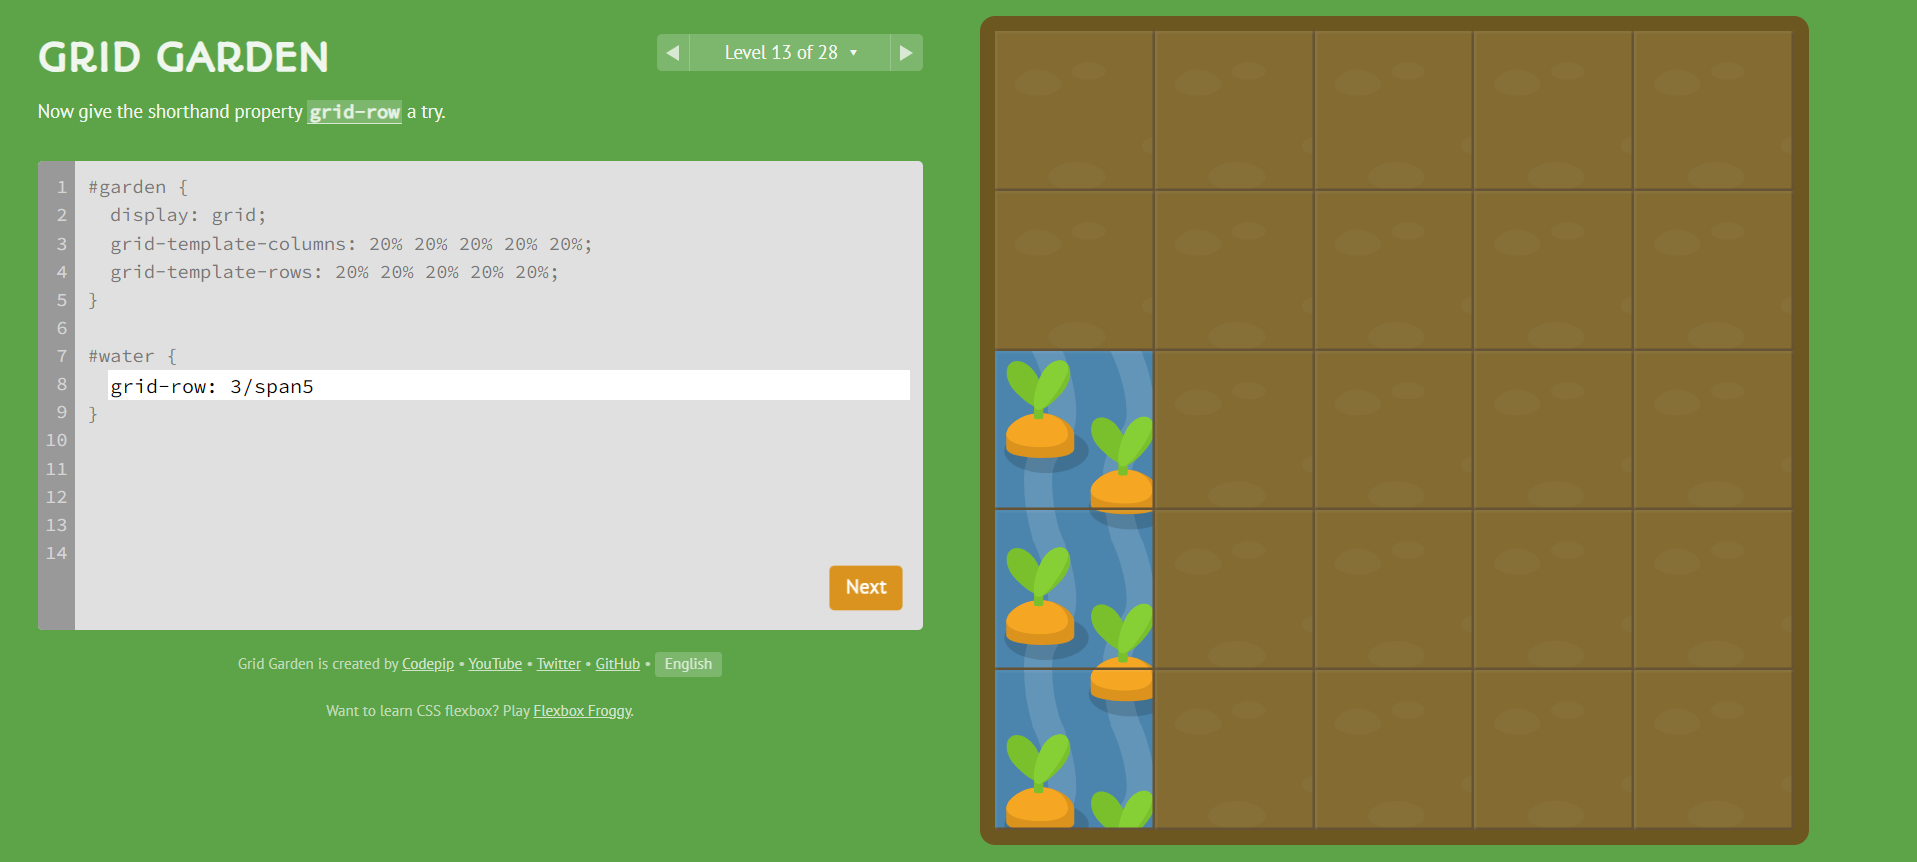 GRID GARDEN
◀ Level 13 of 28 ▼ ▶
Now give the shorthand property grid-row a try.
1 #garden {
2 display: grid;
3 grid-template-columns: 20% 20% 20% 20% 20%;
4 grid-template-rows: 20% 20% 20% 20% 20%;
5 }
6
7 #water {
8 grid-row: 3/span5
9 }
10
11
12
13
14
Next
Grid Garden is created by Codepip • YouTube • Twitter • GitHub • English
Want to learn CSS flexbox? Play Flexbox Froggy.